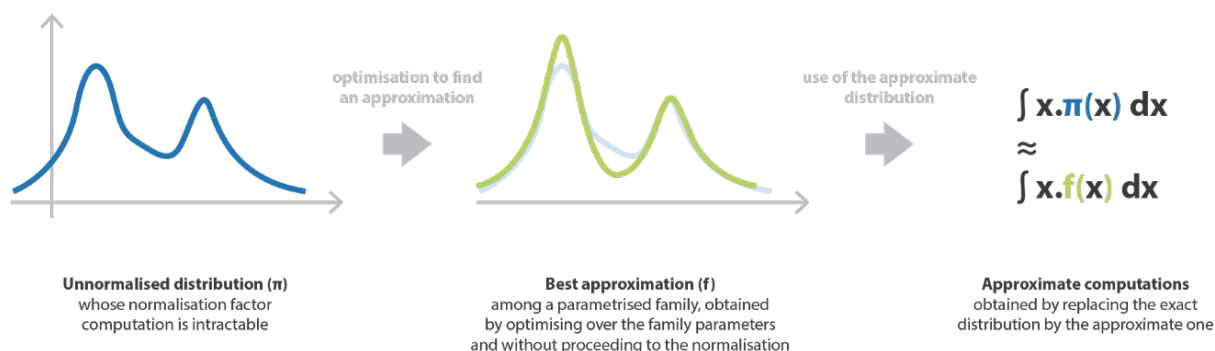 optimisation to find
an approximation
use of the approximate
distribution
∫ x.π(x) dx
≈
∫ x.f(x) dx
Unnormalised distribution (π)
whose normalisation factor
computation is intractable
Best approximation (f)
among a parametrised family, obtained
by optimising over the family parameters
and without proceeding to the normalisation
Approximate computations
obtained by replacing the exact
distribution by the approximate one